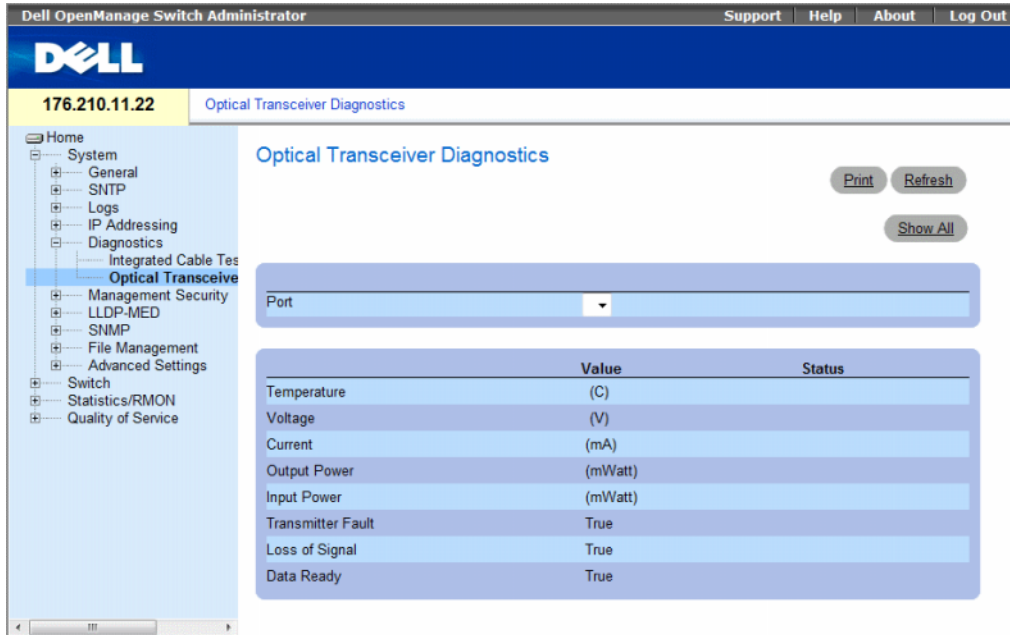 Dell OpenManage Switch Administrator
Support Help About Log Out
DELL
176.210.11.22
Optical Transceiver Diagnostics
Home
System
General
SNTP
Logs
IP Addressing
Diagnostics
Integrated Cable Tes
Optical Transceive
Management Security
LLDP-MED
SNMP
File Management
Advanced Settings
Switch
Statistics/RMON
Quality of Service
Optical Transceiver Diagnostics
Print Refresh
Show All
Port
Value Status
Temperature (C)
Voltage (V)
Current (mA)
Output Power (mWatt)
Input Power (mWatt)
Transmitter Fault True
Loss of Signal True
Data Ready True